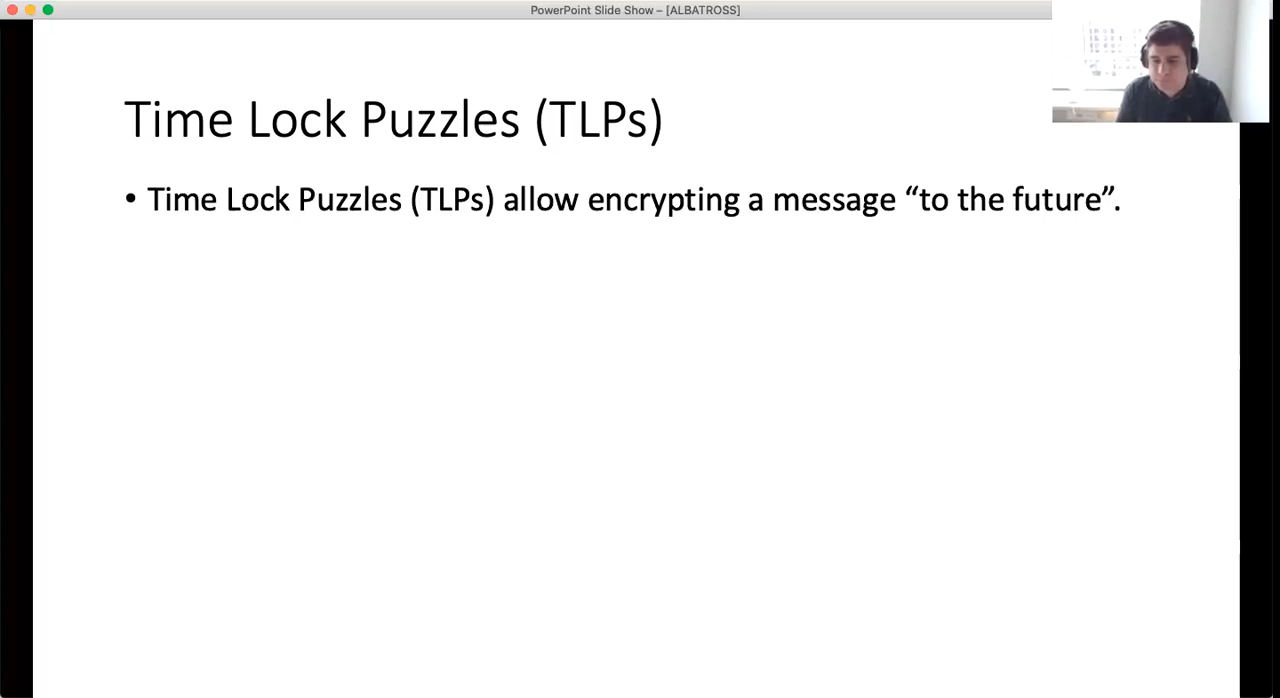 PowerPoint Slide Show – [ALBATROSS]
Time Lock Puzzles (TLPs)
• Time Lock Puzzles (TLPs) allow encrypting a message “to the future”.